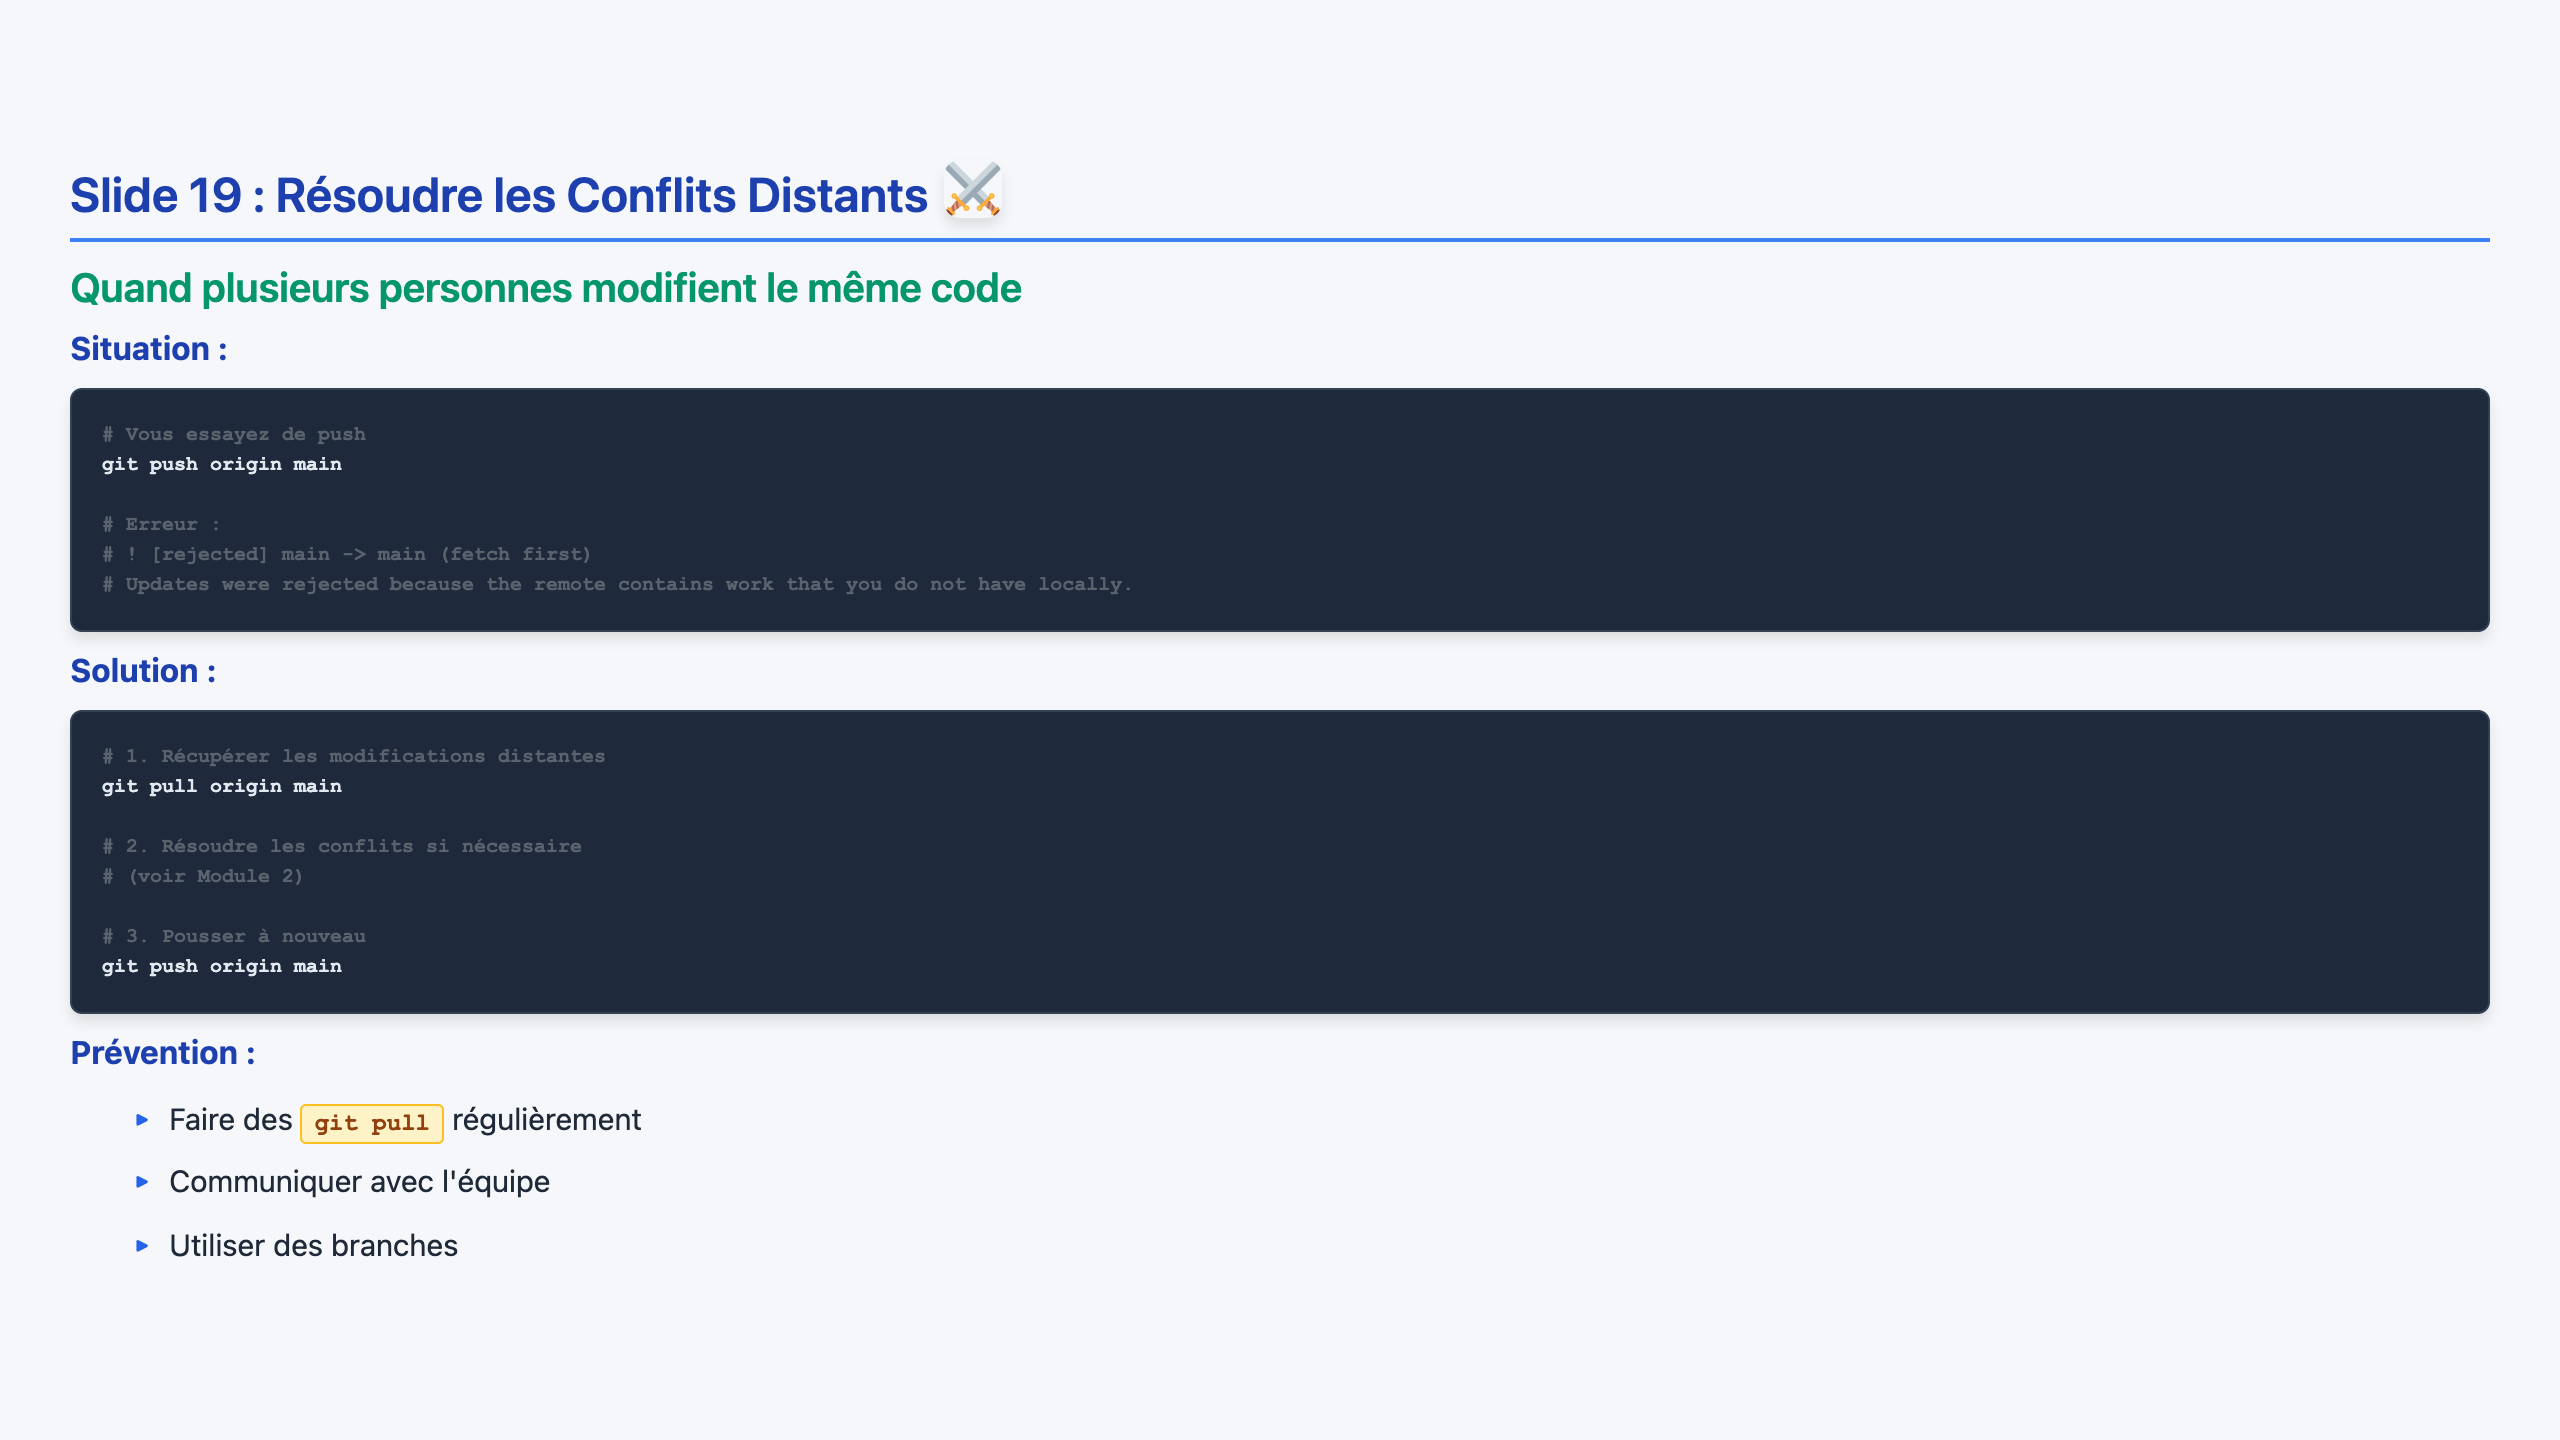 Slide 19 : Résoudre les Conflits Distants ⚔️
Quand plusieurs personnes modifient le même code
Situation :
# Vous essayez de push
git push origin main
# Erreur :
# ! [rejected] main -> main (fetch first)
# Updates were rejected because the remote contains work that you do not have locally.
Solution :
# 1. Récupérer les modifications distantes
git pull origin main
# 2. Résoudre les conflits si nécessaire
# (voir Module 2)
# 3. Pousser à nouveau
git push origin main
Prévention :
Faire des git pull régulièrement
Communiquer avec l'équipe
Utiliser des branches